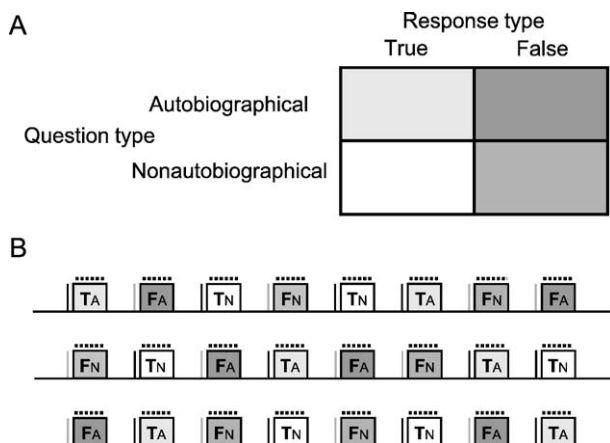 A
Response type
True False
Autobiographical
Question type
Nonautobiographical
B
TA FA TN FN TN TA FN FA
FN TN FA TA FA FN TA TN
FA TA FN TN FN TN FA TA